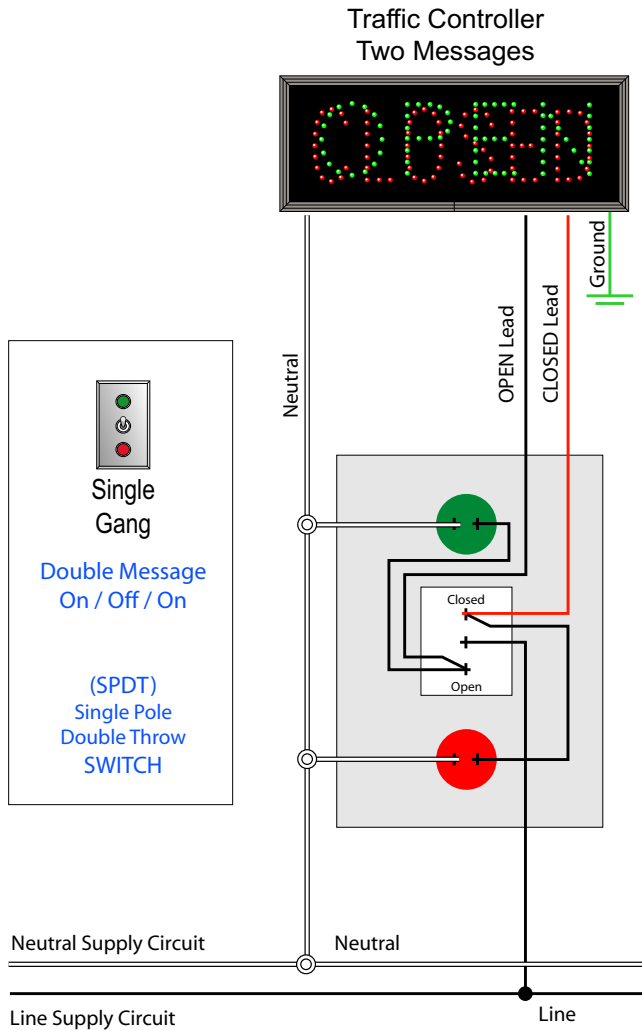 Traffic Controller
Two Messages
Neutral
OPEN Lead
CLOSED Lead
Ground
Single
Gang
Double Message
On / Off / On
(SPDT)
Single Pole
Double Throw
SWITCH
Closed
Open
Neutral Supply Circuit
Neutral
Line Supply Circuit
Line